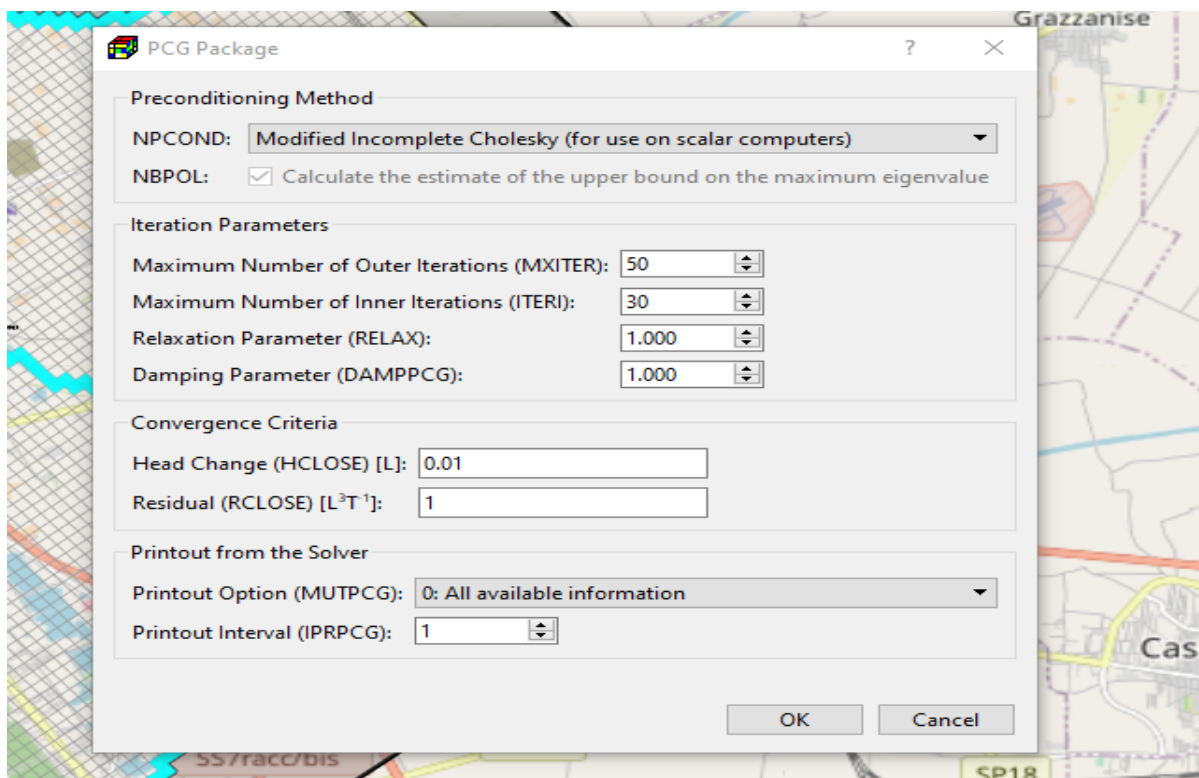 Grazzanise
PCG Package
Preconditioning Method
NPCOND: Modified Incomplete Cholesky (for use on scalar computers)
NBPOL: Calculate the estimate of the upper bound on the maximum eigenvalue
Iteration Parameters
Maximum Number of Outer Iterations (MXITER): 50
Maximum Number of Inner Iterations (ITERI): 30
Relaxation Parameter (RELAX): 1.000
Damping Parameter (DAMPPCG): 1.000
Convergence Criteria
Head Change (HCLOSE) [L]: 0.01
Residual (RCLOSE) [L³T⁻¹]: 1
Printout from the Solver
Printout Option (MUTPCG): 0: All available information
Printout Interval (IPRPCG): 1
Cas
OK Cancel
SS7racc/bis
SP18